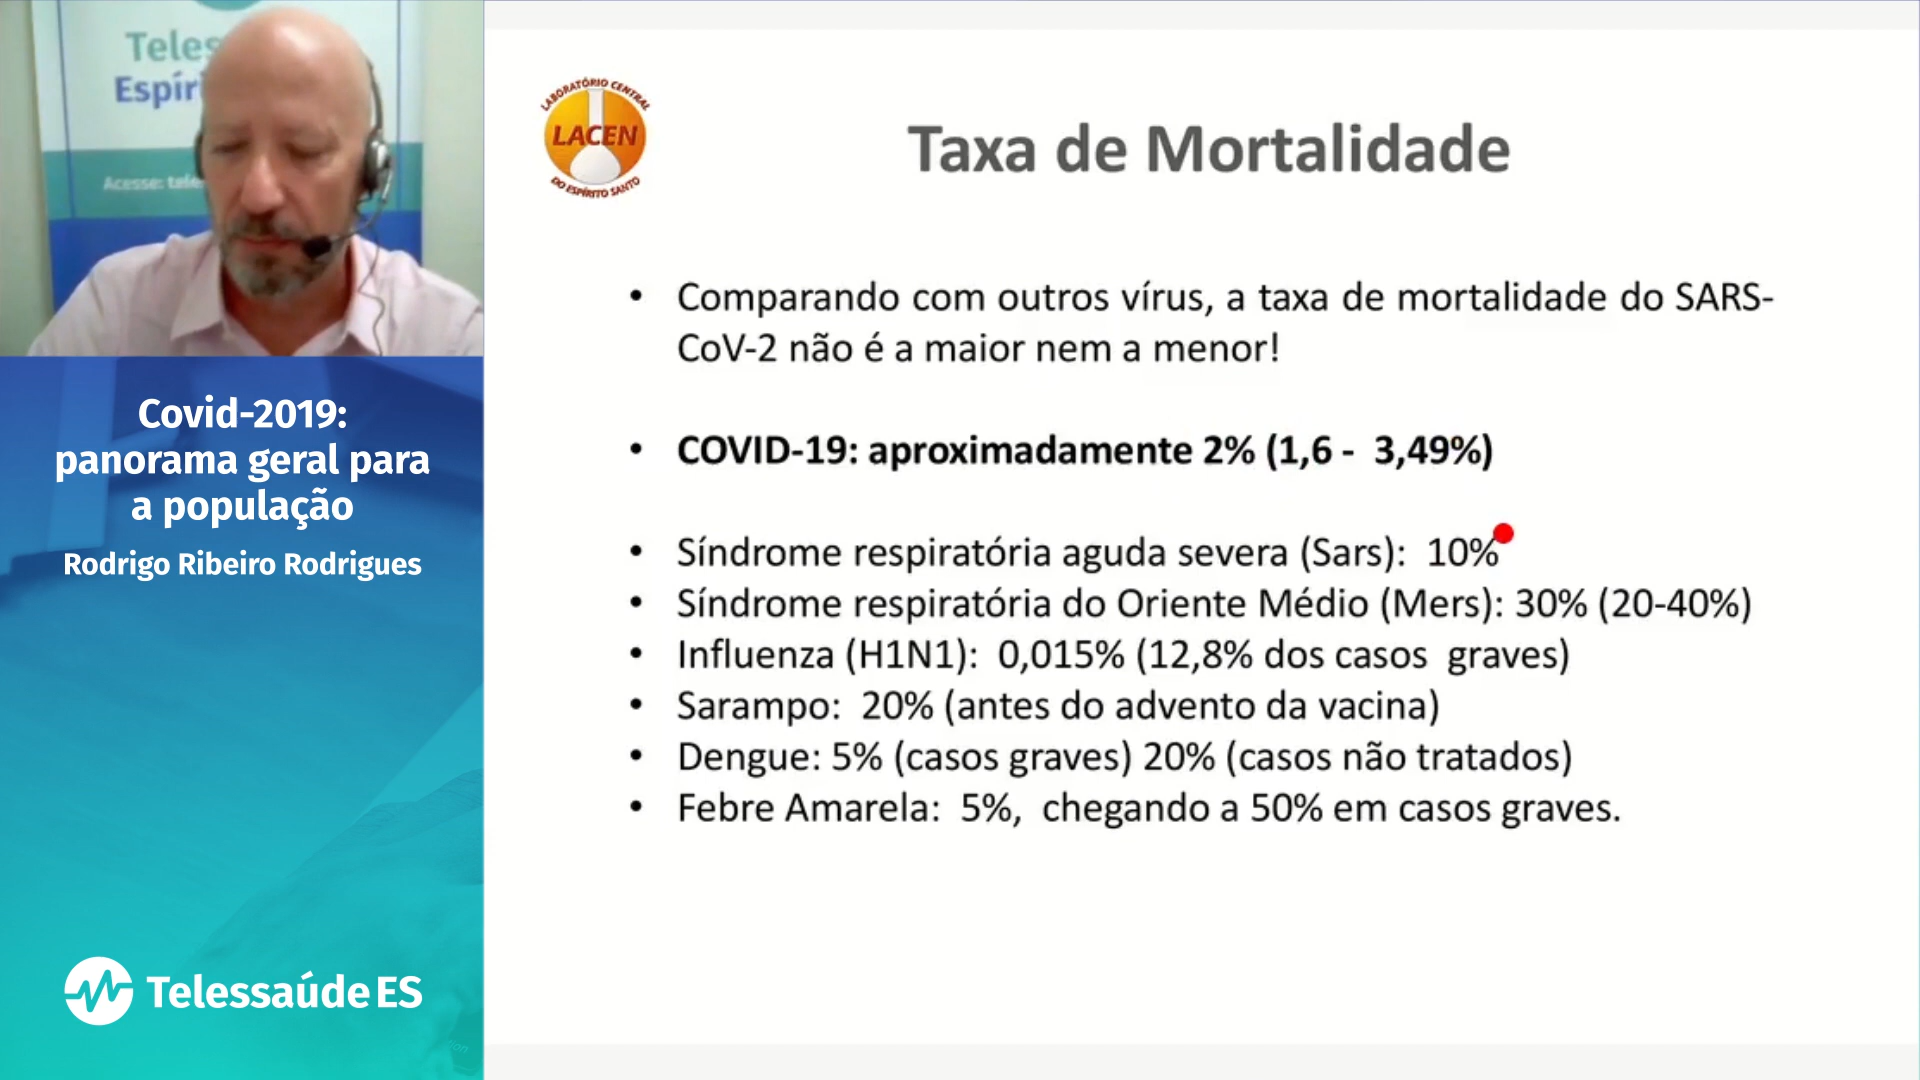 Acesse:
Covid-2019:
panorama geral para
a população
Rodrigo Ribeiro Rodrigues
Telessaúde ES
LABORATÓRIO CENTRAL
LACEN
DO ESPÍRITO SANTO
Taxa de Mortalidade
• Comparando com outros vírus, a taxa de mortalidade do SARS-
CoV-2 não é a maior nem a menor!
• COVID-19: aproximadamente 2% (1,6 - 3,49%)
• Síndrome respiratória aguda severa (Sars): 10%
• Síndrome respiratória do Oriente Médio (Mers): 30% (20-40%)
• Influenza (H1N1): 0,015% (12,8% dos casos graves)
• Sarampo: 20% (antes do advento da vacina)
• Dengue: 5% (casos graves) 20% (casos não tratados)
• Febre Amarela: 5%, chegando a 50% em casos graves.